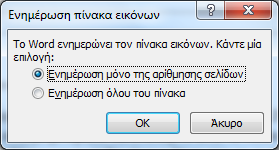 Ενημέρωση πίνακα εικόνων
Το Word ενημερώνει τον πίνακα εικόνων. Κάντε μία
επιλογή:
Ενημέρωση μόνο της αρίθμησης σελίδων
Ενημέρωση όλου του πίνακα
OK
Άκυρο